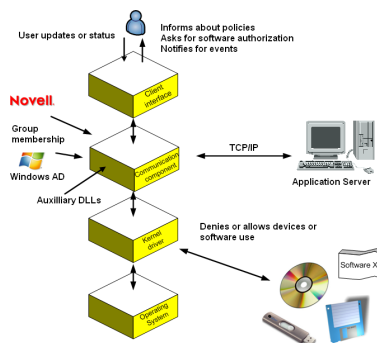 User updates or status
Informs about policies
Asks for software authorization
Notifies for events
Client
interface
Novell.
Group
membership
Windows AD
Auxilliary DLLs
Communication
component
TCP/IP
Application Server
Kernel
driver
Denies or allows devices or
software use
Software X
Operating
System